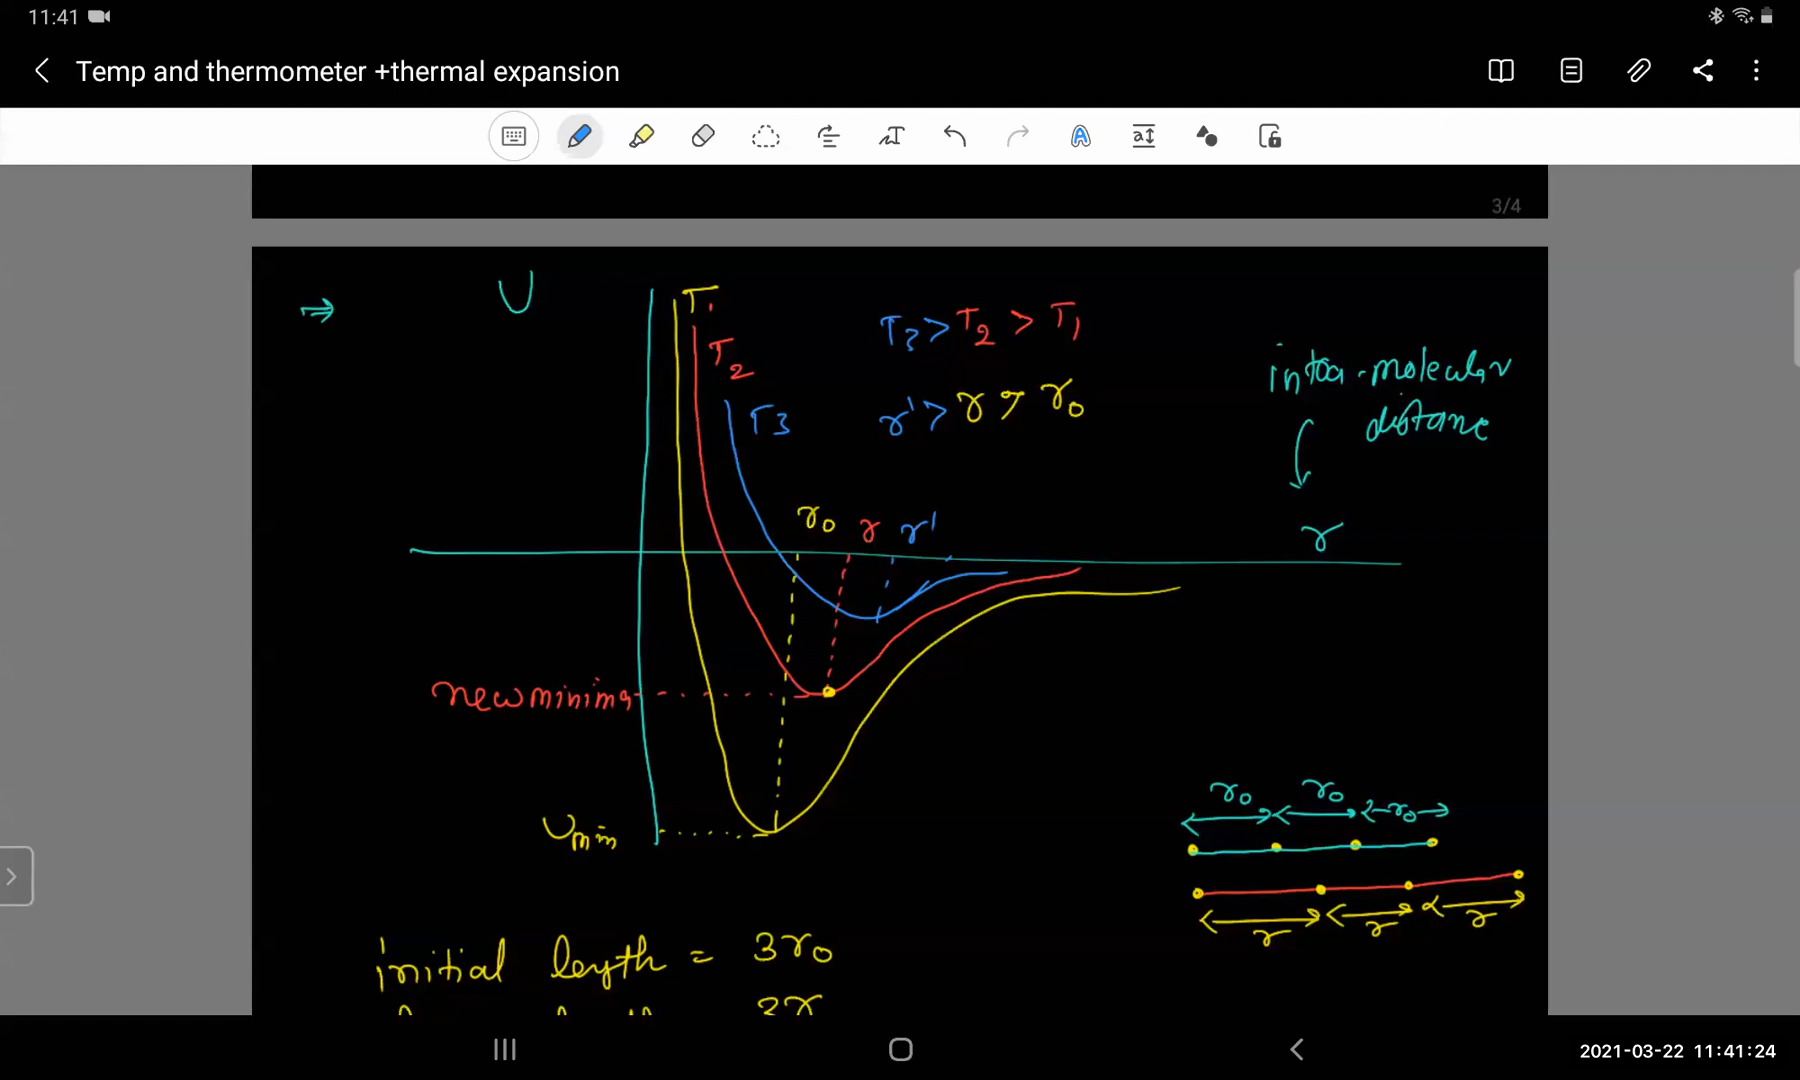 11:41
Temp and thermometer +thermal expansion
3/4
U
T1
T2
T3
T3 > T2 > T1
r' > r > r0
intra-molecular
distance
r
r0 r r'
new minima
Umin
r0 r0 r0
r r r
initial length = 3r0
3r
2021-03-22 11:41:24